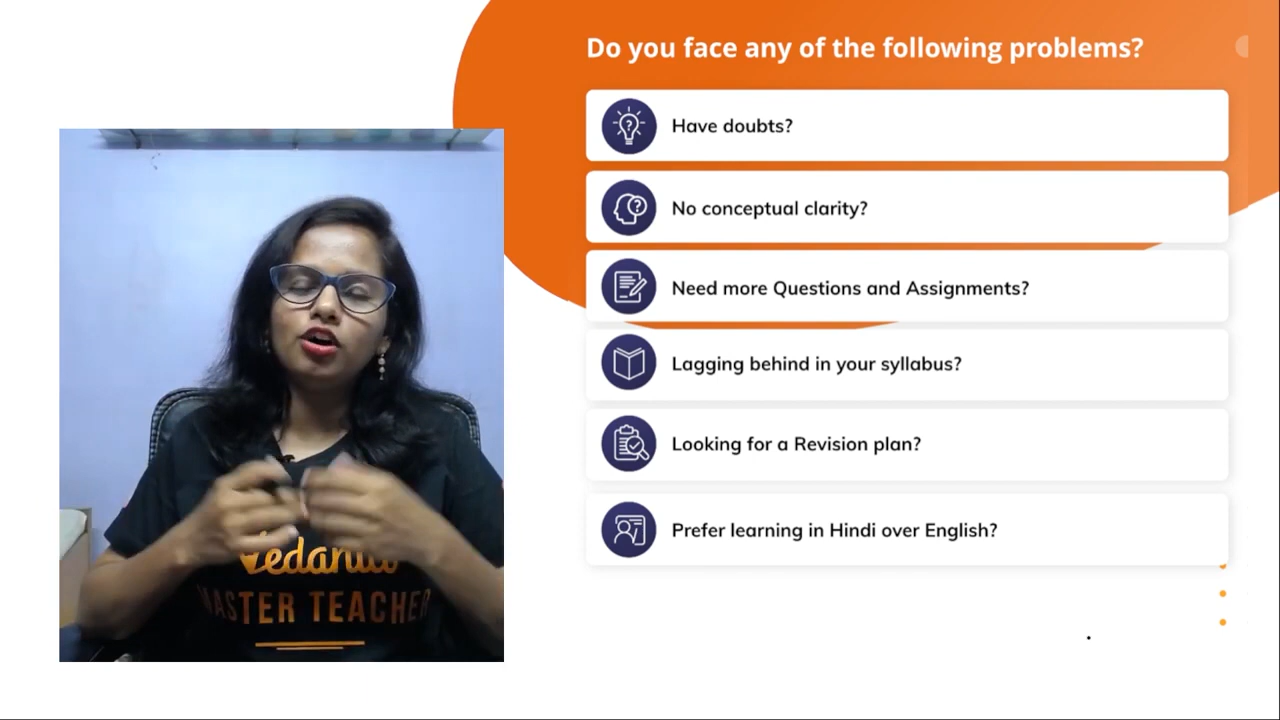 Do you face any of the following problems?
Have doubts?
No conceptual clarity?
Need more Questions and Assignments?
Lagging behind in your syllabus?
Looking for a Revision plan?
Prefer learning in Hindi over English?
MASTER TEACHER